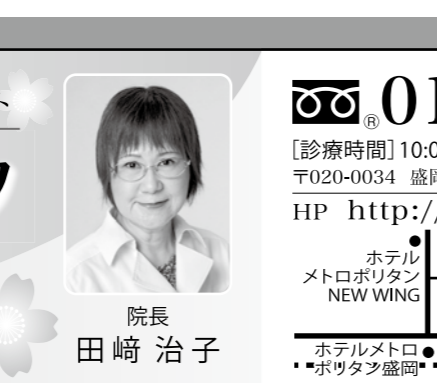 院長
田﨑 治子
®0
[診療時間]10:0
〒020-0034 盛岡
HP http:/
ホテル
メトロポリタン
NEW WING
ホテルメトロ
ポリタン盛岡